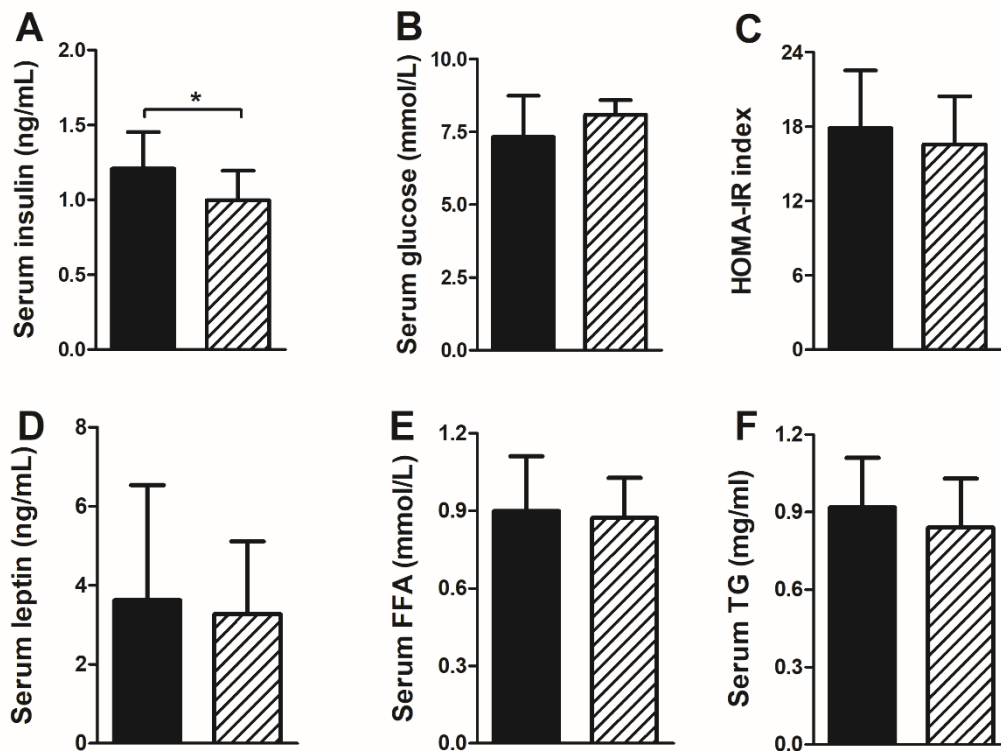 A
Serum insulin (ng/mL)
2.0
1.5
1.0
0.5
0.0
*
B
Serum glucose (mmol/L)
10.0
7.5
5.0
2.5
0.0
C
HOMA-IR index
24
18
12
6
0
D
Serum leptin (ng/mL)
8
6
4
2
0
E
Serum FFA (mmol/L)
1.2
0.9
0.6
0.3
0.0
F
Serum TG (mg/ml)
1.2
0.9
0.6
0.3
0.0